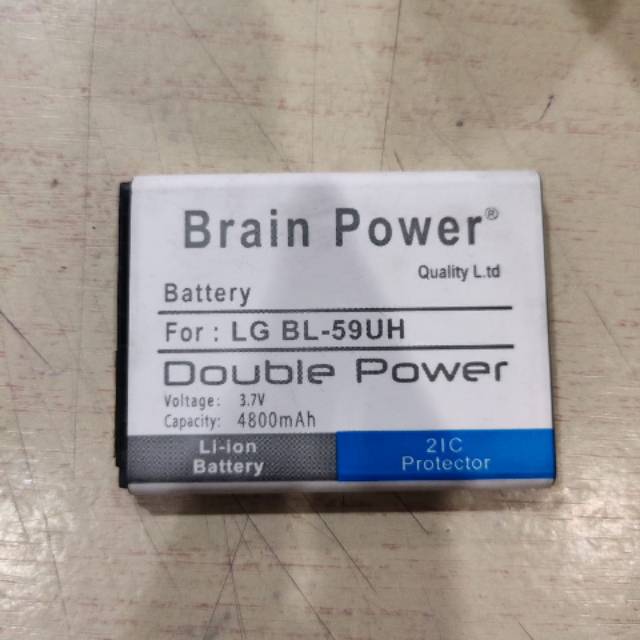 Brain Power®
Quality L.td
Battery
For : LG BL-59UH
Double Power
Voltage: 3.7V
Capacity: 4800mAh
Li-ion
Battery
2IC
Protector